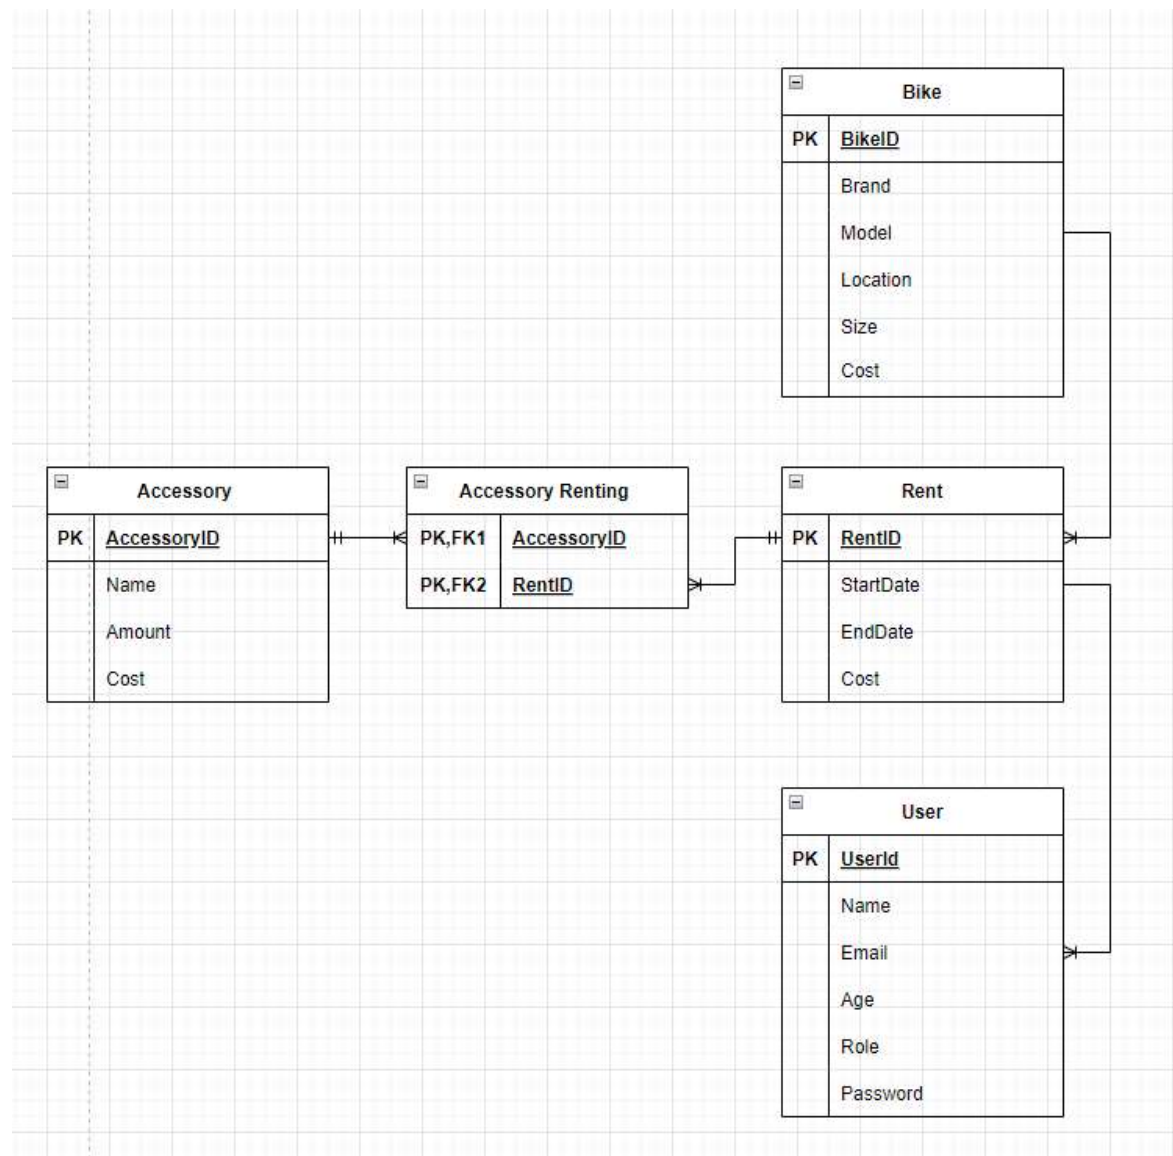 Bike
PK BikeID
Brand
Model
Location
Size
Cost
Accessory
PK AccessoryID
Name
Amount
Cost
Accessory Renting
PK,FK1 AccessoryID
PK,FK2 RentID
Rent
PK RentID
StartDate
EndDate
Cost
User
PK UserId
Name
Email
Age
Role
Password